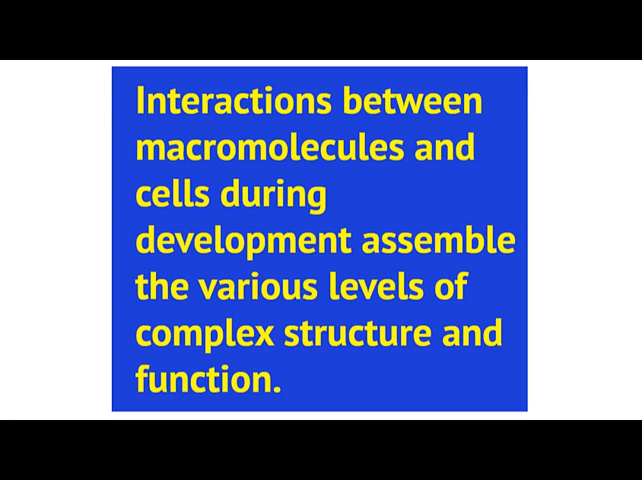 Interactions between
macromolecules and
cells during
development assemble
the various levels of
complex structure and
function.